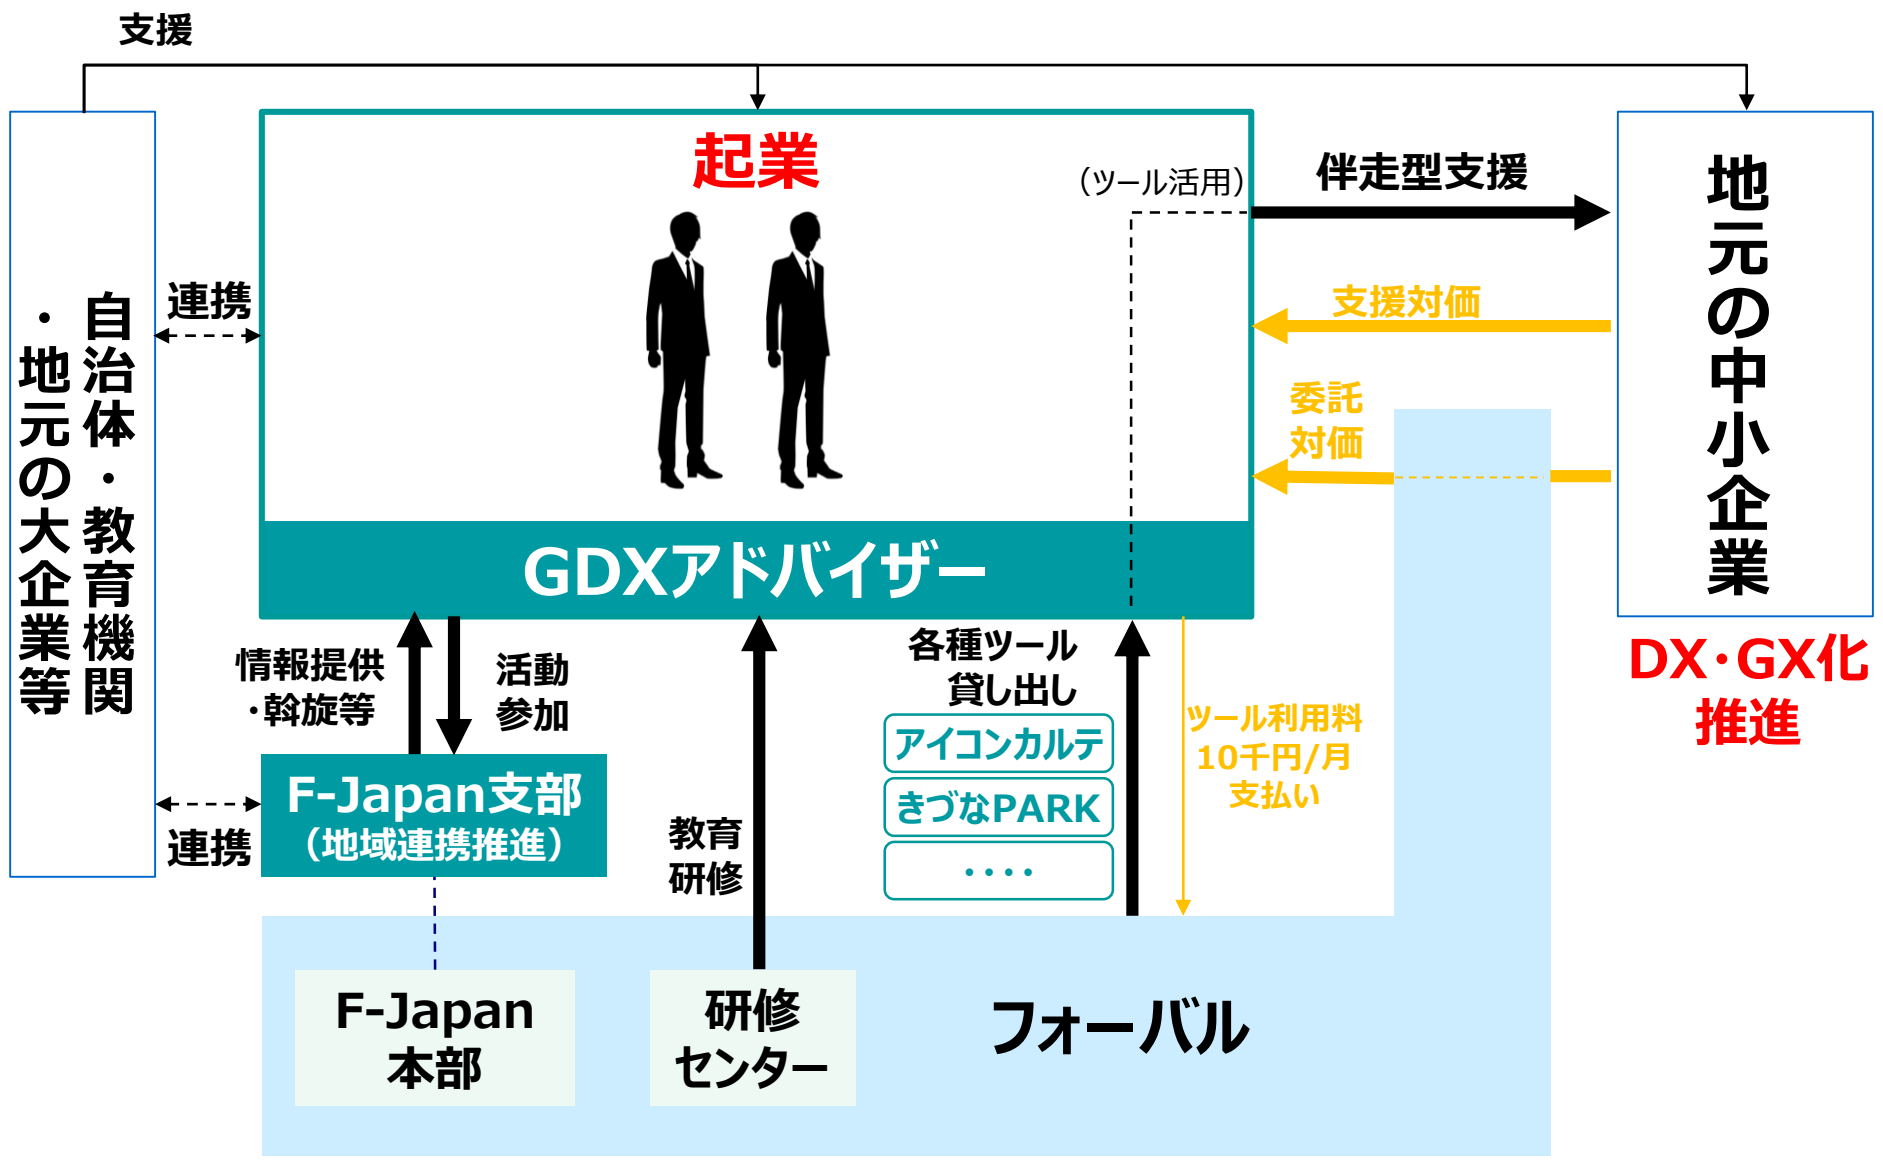 支援
自治体・教育機関
・地元の大企業等
連携
連携
起業
(ツール活用)
GDXアドバイザー
伴走型支援
支援対価
委託
対価
地元の中小企業
DX・GX化
推進
情報提供
・斡旋等
活動
参加
F-Japan支部
(地域連携推進)
教育
研修
各種ツール
貸し出し
アイコンカルテ
きづなPARK
・・・・
ツール利用料
10千円/月
支払い
F-Japan
本部
研修
センター
フォーバル